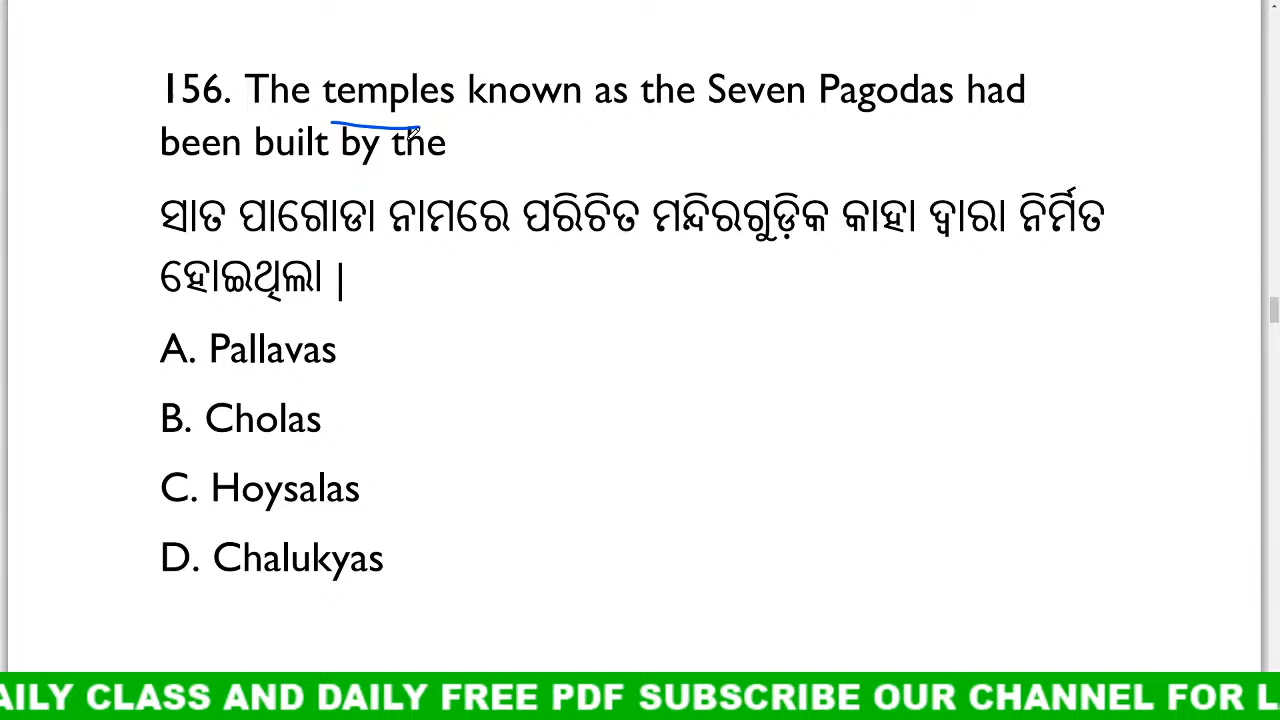 156. The temples known as the Seven Pagodas had
been built by the
ସାତ ପାଗୋଡା ନାମରେ ପରିଚିତ ମନ୍ଦିରଗୁଡ଼ିକ କାହା ଦ୍ଵାରା ନିର୍ମିତ
ହୋଇଥିଲା |
A. Pallavas
B. Cholas
C. Hoysalas
D. Chalukyas
AILY CLASS AND DAILY FREE PDF SUBSCRIBE OUR CHANNEL FOR L